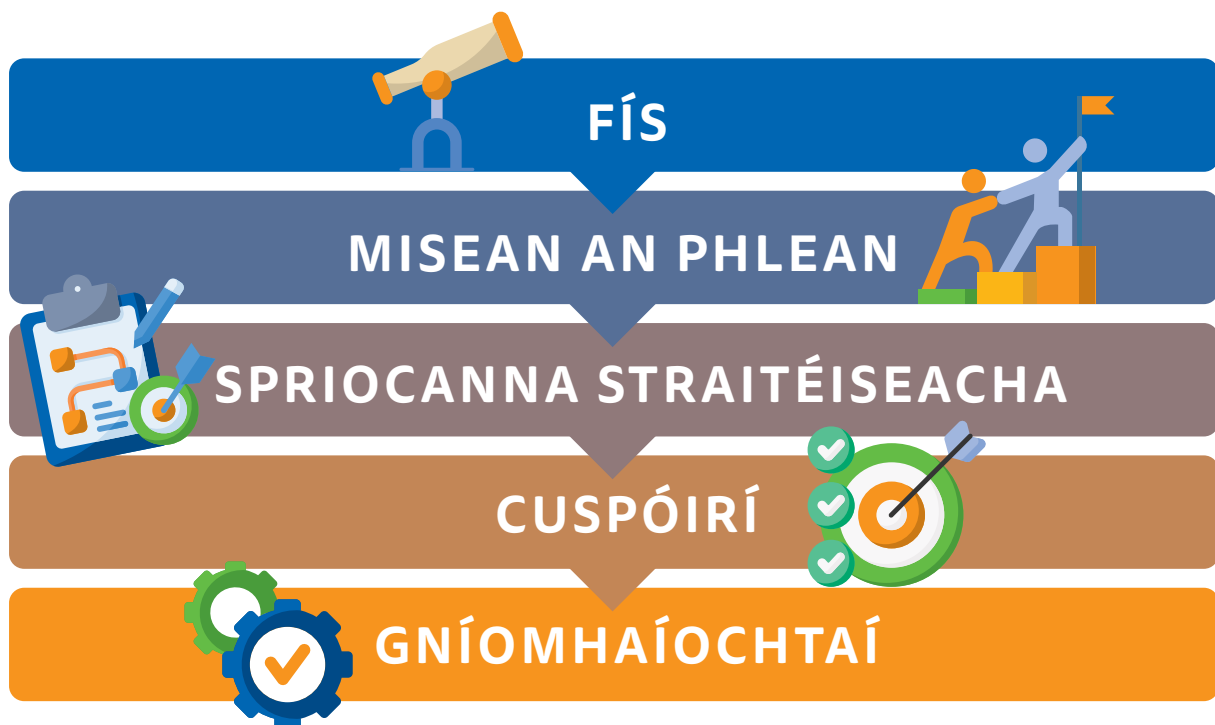 FÍS
MISEAN AN PHLEAN
SPRIOCANNA STRAITÉISEACHA
CUSPÓIRÍ
GNÍOMHAÍOCHTAÍ